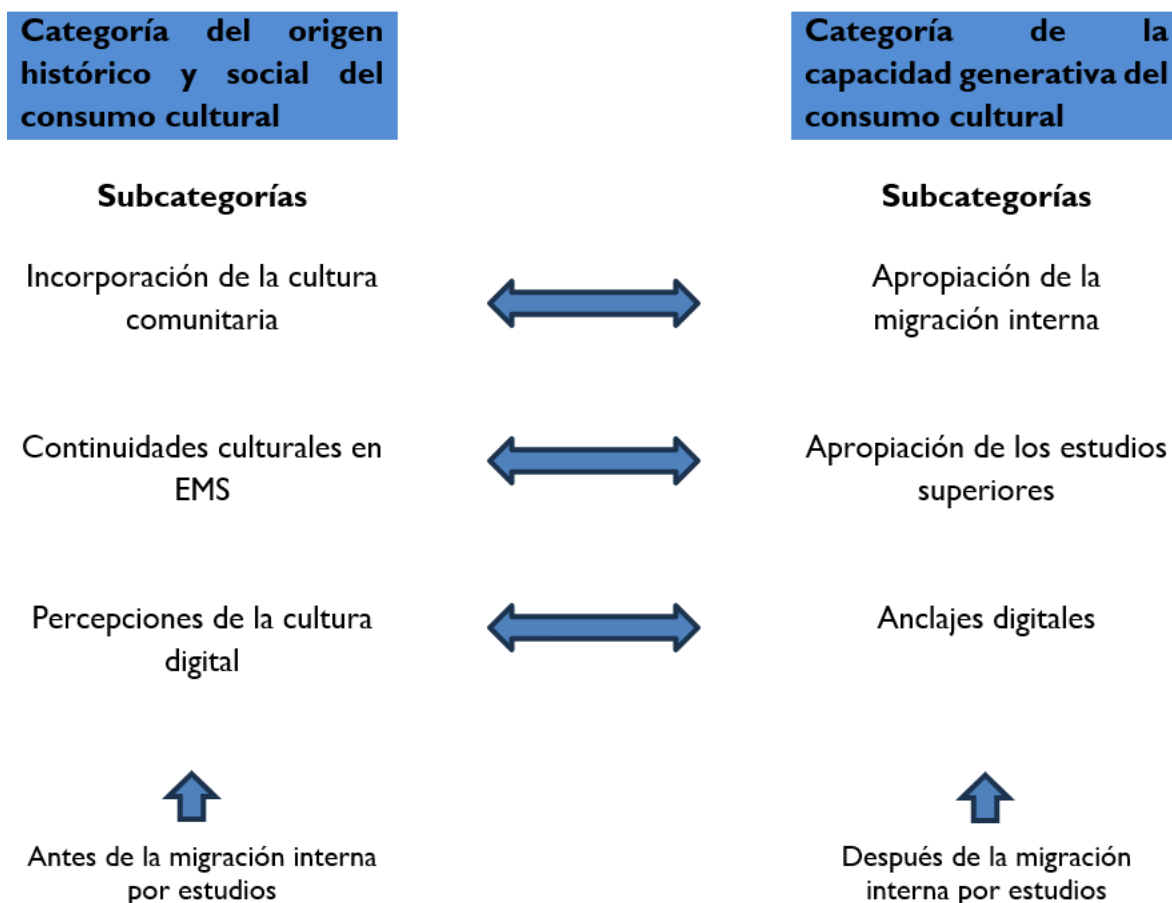 Categoría del origen
histórico y social del
consumo cultural
Subcategorías
Incorporación de la cultura
comunitaria
Continuidades culturales en
EMS
Percepciones de la cultura
digital
Antes de la migración interna
por estudios
Categoría de la
capacidad generativa del
consumo cultural
Subcategorías
Apropiación de la
migración interna
Apropiación de los estudios
superiores
Anclajes digitales
Después de la migración
interna por estudios